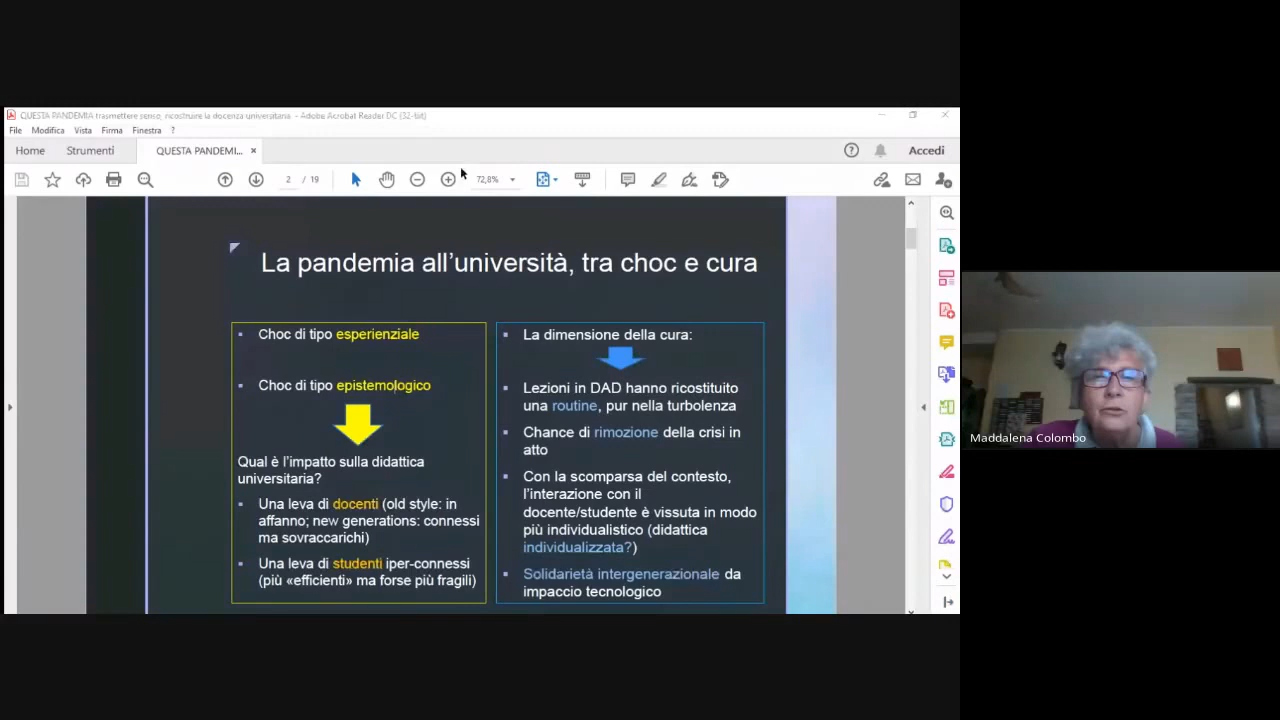 QUESTA PANDEMIA trasmettere senso, ricostruire la docenza universitaria - Adobe Acrobat Reader DC (32-bit)
File Modifica Vista Firma Finestra ?
Home Strumenti QUESTA PANDEMI... × Accedi
2 / 19 72,8%
La pandemia all'università, tra choc e cura
Choc di tipo esperienziale
Choc di tipo epistemologico
Qual è l'impatto sulla didattica
universitaria?
Una leva di docenti (old style: in
affanno; new generations: connessi
ma sovraccarichi)
Una leva di studenti iper-connessi
(più «efficienti» ma forse più fragili)
La dimensione della cura:
Lezioni in DAD hanno ricostituito
una routine, pur nella turbolenza
Chance di rimozione della crisi in
atto
Con la scomparsa del contesto,
l'interazione con il
docente/studente è vissuta in modo
più individualistico (didattica
individualizzata?)
Solidarietà intergenerazionale da
impaccio tecnologico
Maddalena Colombo